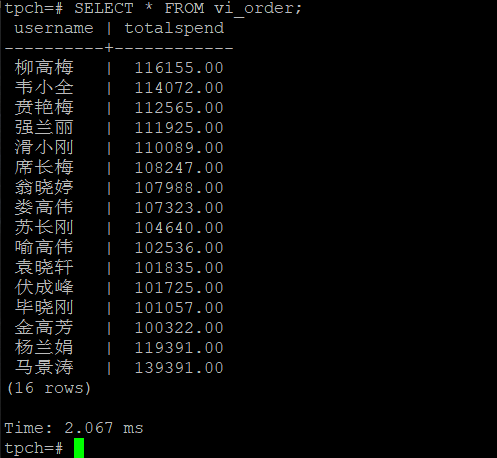 tpch=# SELECT * FROM vi_order;
 username | totalspend
----------+------------
 柳高梅   |  116155.00
 韦小全   |  114072.00
 贲艳梅   |  112565.00
 强兰丽   |  111925.00
 滑小刚   |  110089.00
 席长梅   |  108247.00
 翁晓婷   |  107988.00
 娄高伟   |  107323.00
 苏长刚   |  104640.00
 喻高伟   |  102536.00
 袁晓轩   |  101835.00
 伏成峰   |  101725.00
 毕晓刚   |  101057.00
 金高芳   |  100322.00
 杨兰娟   |  119391.00
 马景涛   |  139391.00
(16 rows)

Time: 2.067 ms
tpch=#